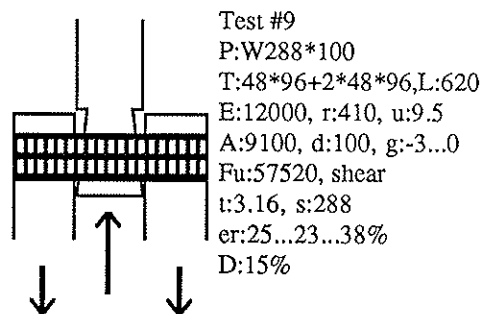 Test #9
P:W288*100
T:48*96+2*48*96,L:620
E:12000, r:410, u:9.5
A:9100, d:100, g:-3...0
Fu:57520, shear
t:3.16, s:288
er:25...23...38%
D:15%